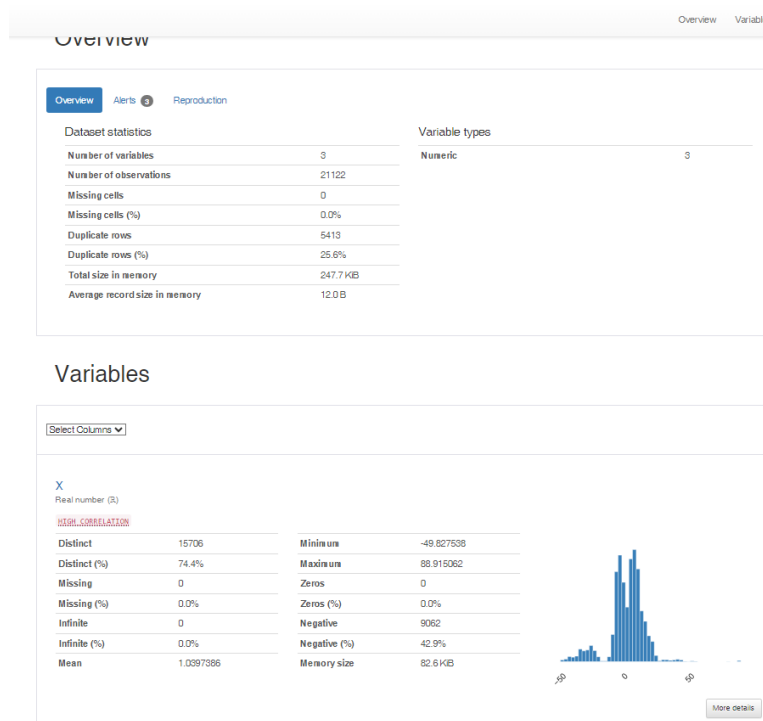 Overview
Overview
Alerts 3
Reproduction
Dataset statistics
Number of variables 3
Number of observations 21122
Missing cells 0
Missing cells (%) 0.0%
Duplicate rows 5413
Duplicate rows (%) 25.6%
Total size in memory 247.7 KiB
Average record size in memory 12.0 B
Variable types
Numeric 3
Variables
Select Columns
X
Real number (ℝ)
HIGH CORRELATION
Distinct 15706
Distinct (%) 74.4%
Missing 0
Missing (%) 0.0%
Infinite 0
Infinite (%) 0.0%
Mean 1.0397386
Minimum -49.827538
Maximum 88.915062
Zeros 0
Zeros (%) 0.0%
Negative 9062
Negative (%) 42.9%
Memory size 82.6 KiB
-50
0
50
More details